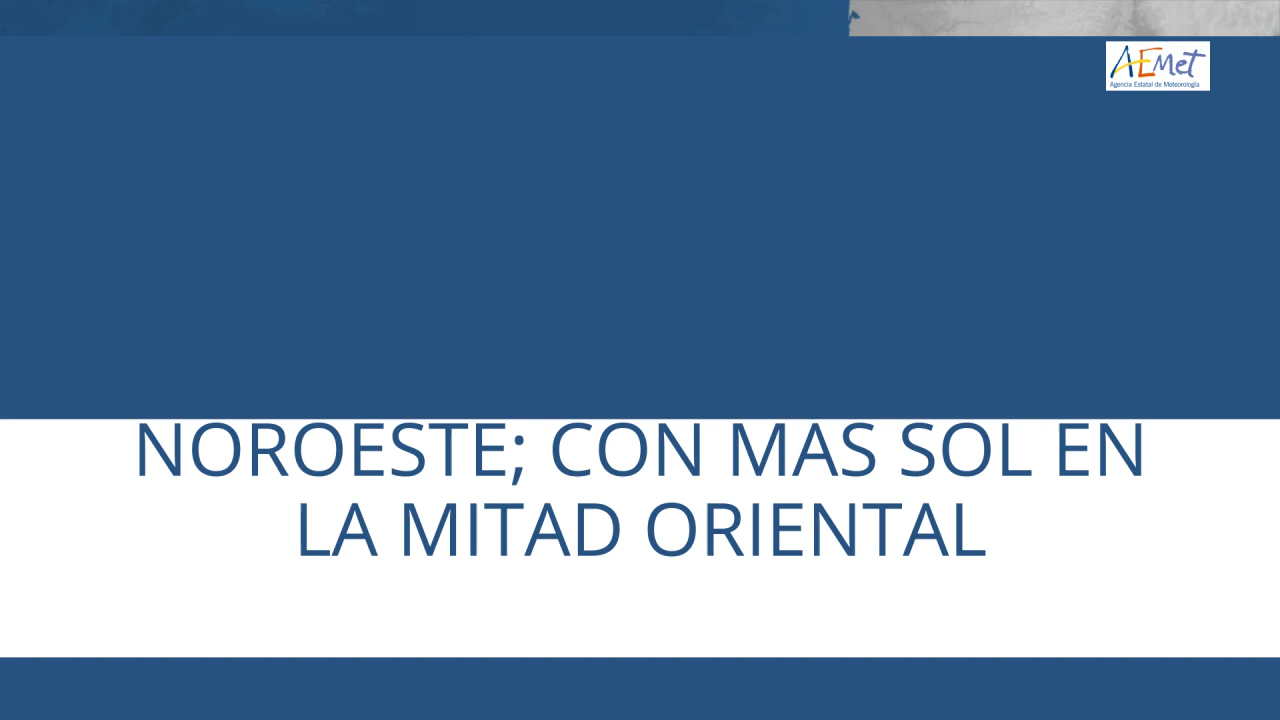 AEMet
Agencia Estatal de Meteorología
NOROESTE; CON MAS SOL EN
LA MITAD ORIENTAL